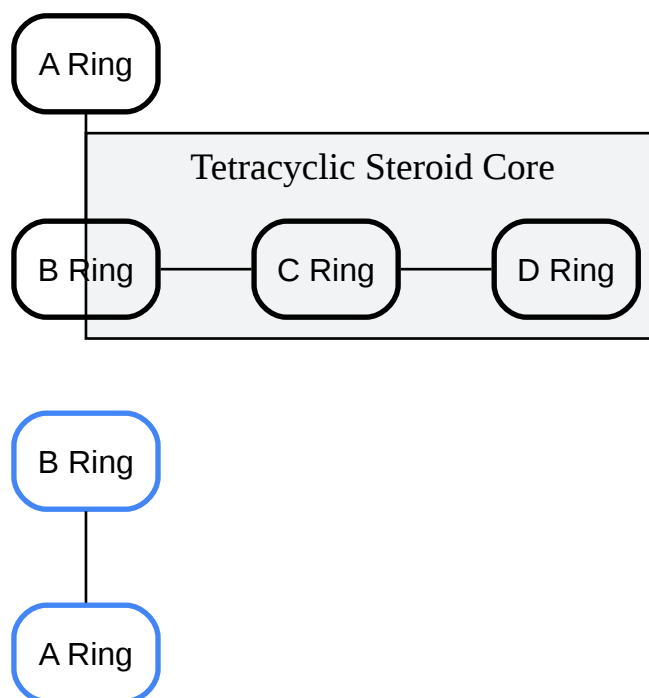 A Ring
Tetracyclic Steroid Core
B Ring
C Ring
D Ring
B Ring
A Ring